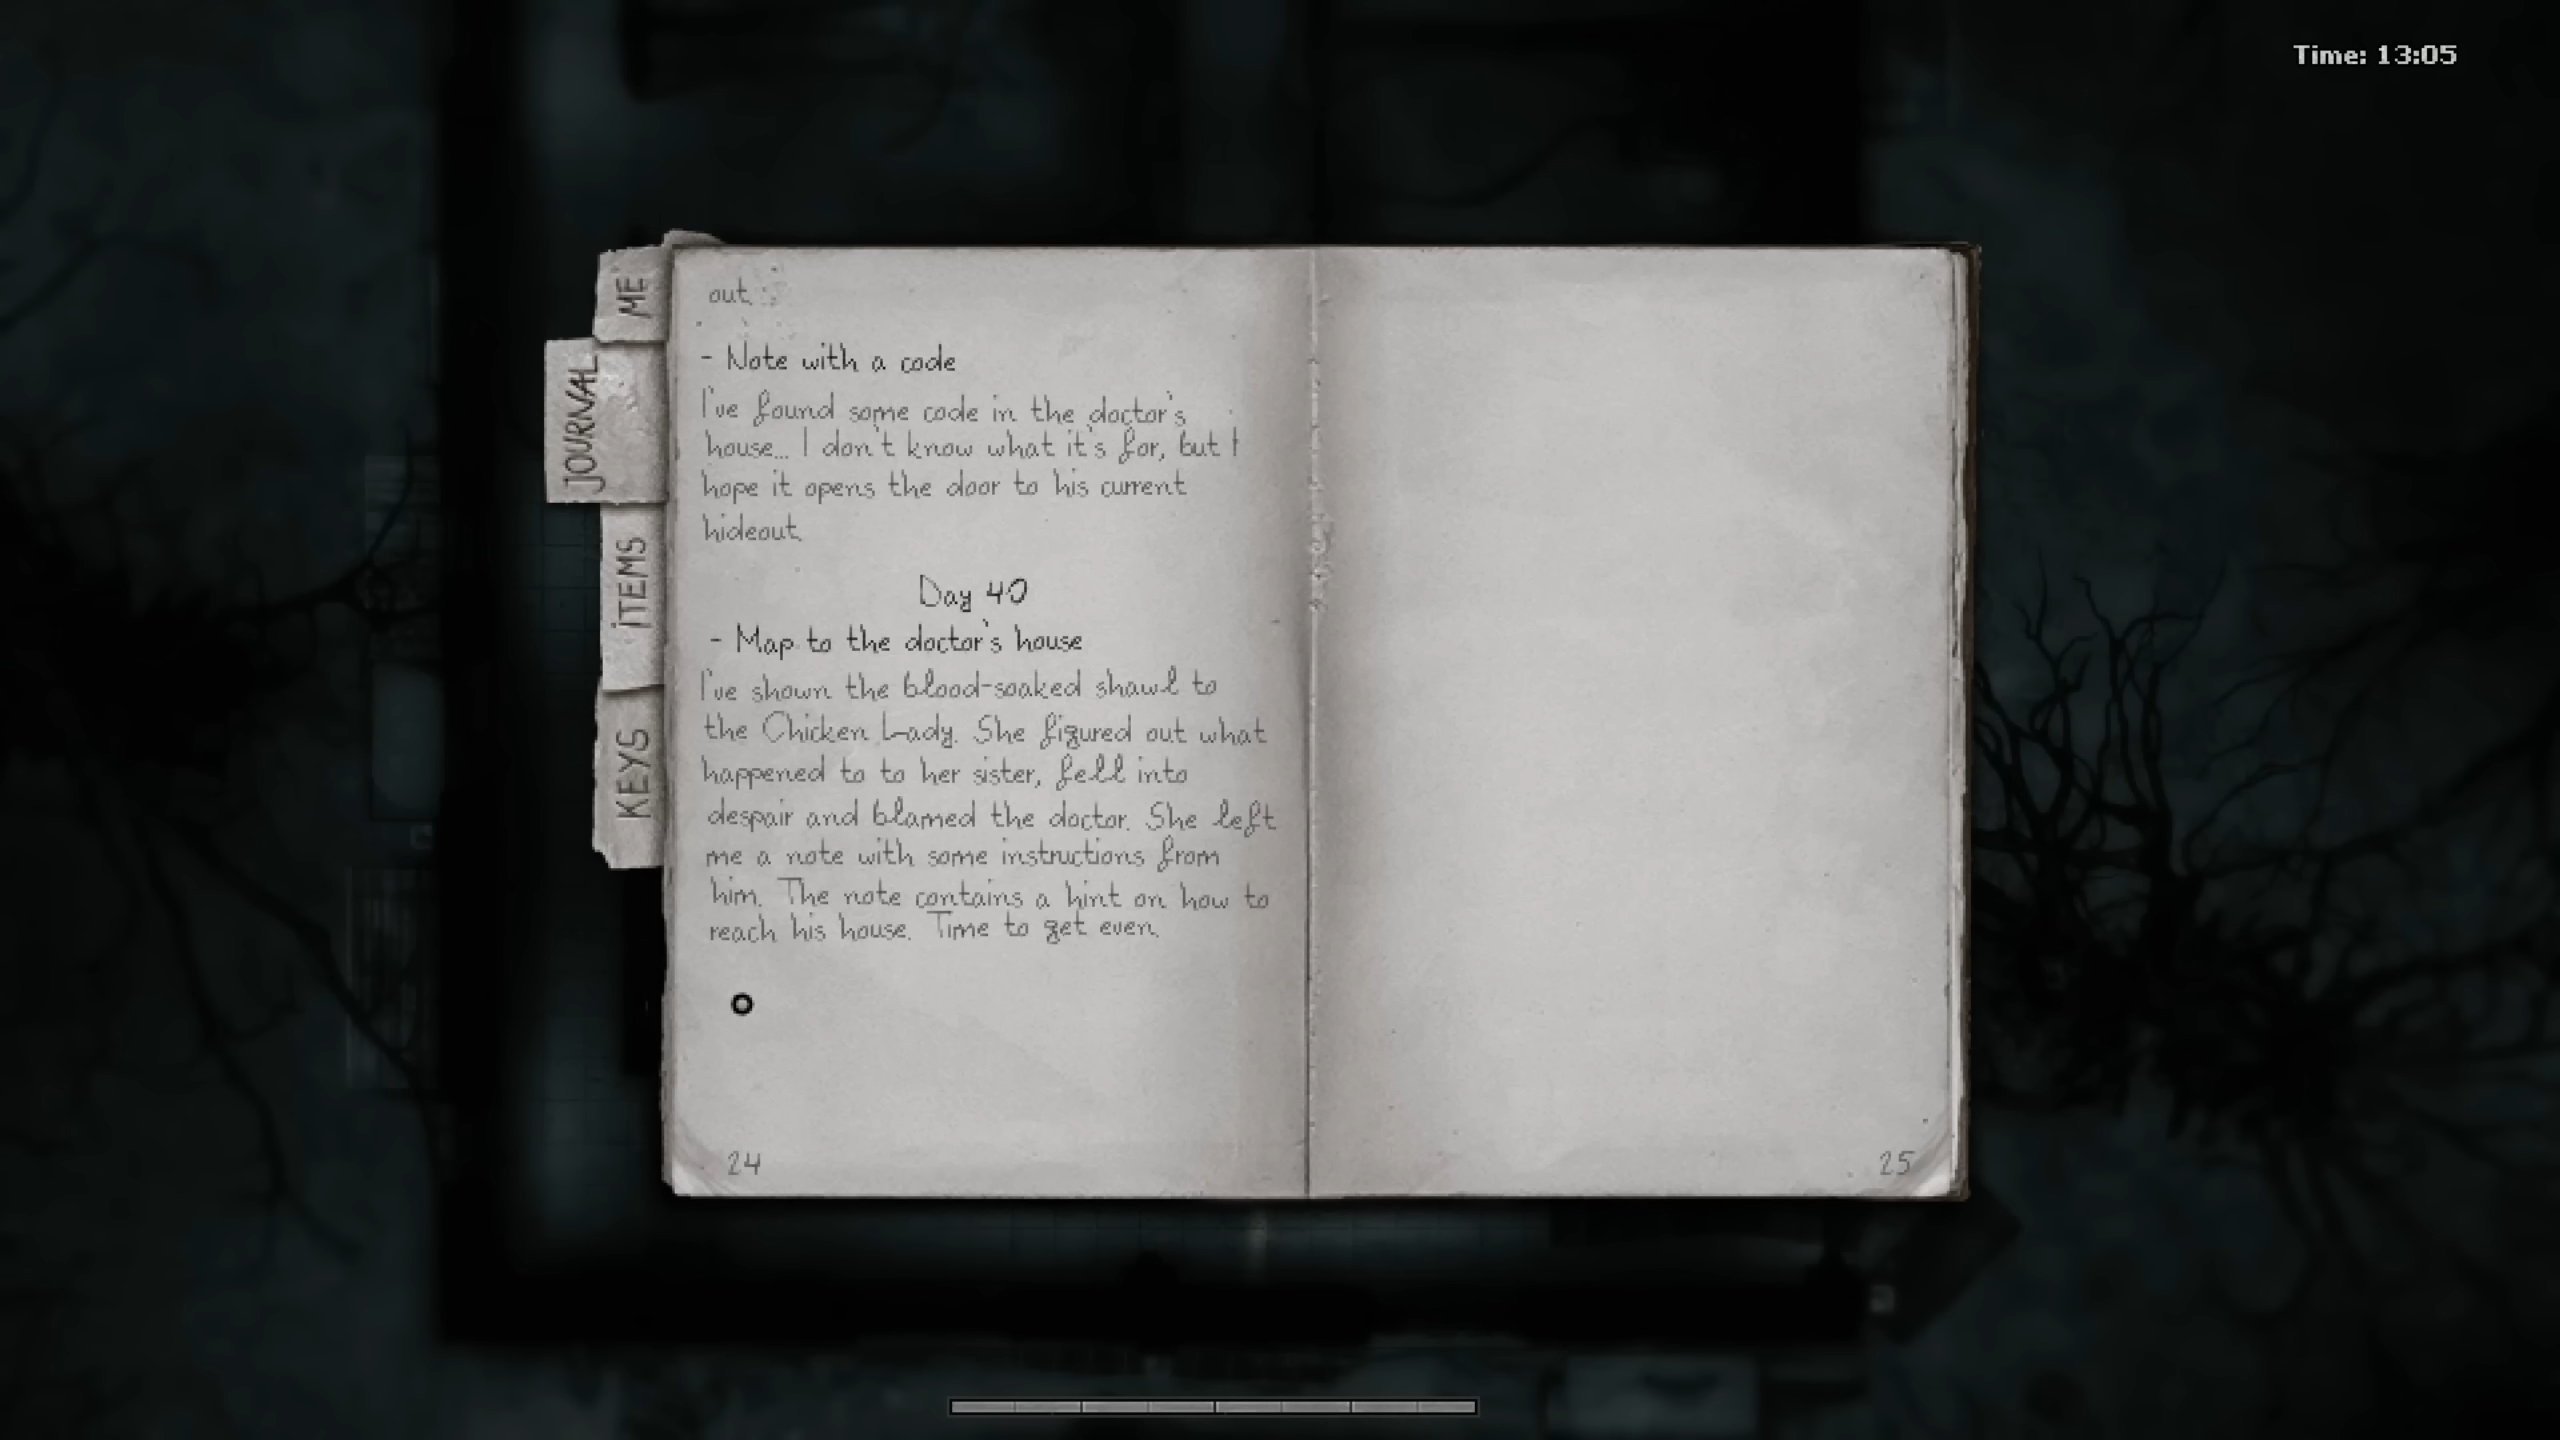 Time: 13:05
ME
JOURNAL
ITEMS
KEYS
out.
- Note with a code
I've found some code in the doctor's
house... I don't know what it's for, but I
hope it opens the door to his current
hideout.
Day 40
- Map to the doctor's house
I've shown the blood-soaked shawl to
the Chicken Lady. She figured out what
happened to to her sister, fell into
despair and blamed the doctor. She left
me a note with some instructions from
him. The note contains a hint on how to
reach his house. Time to get even.
24
25